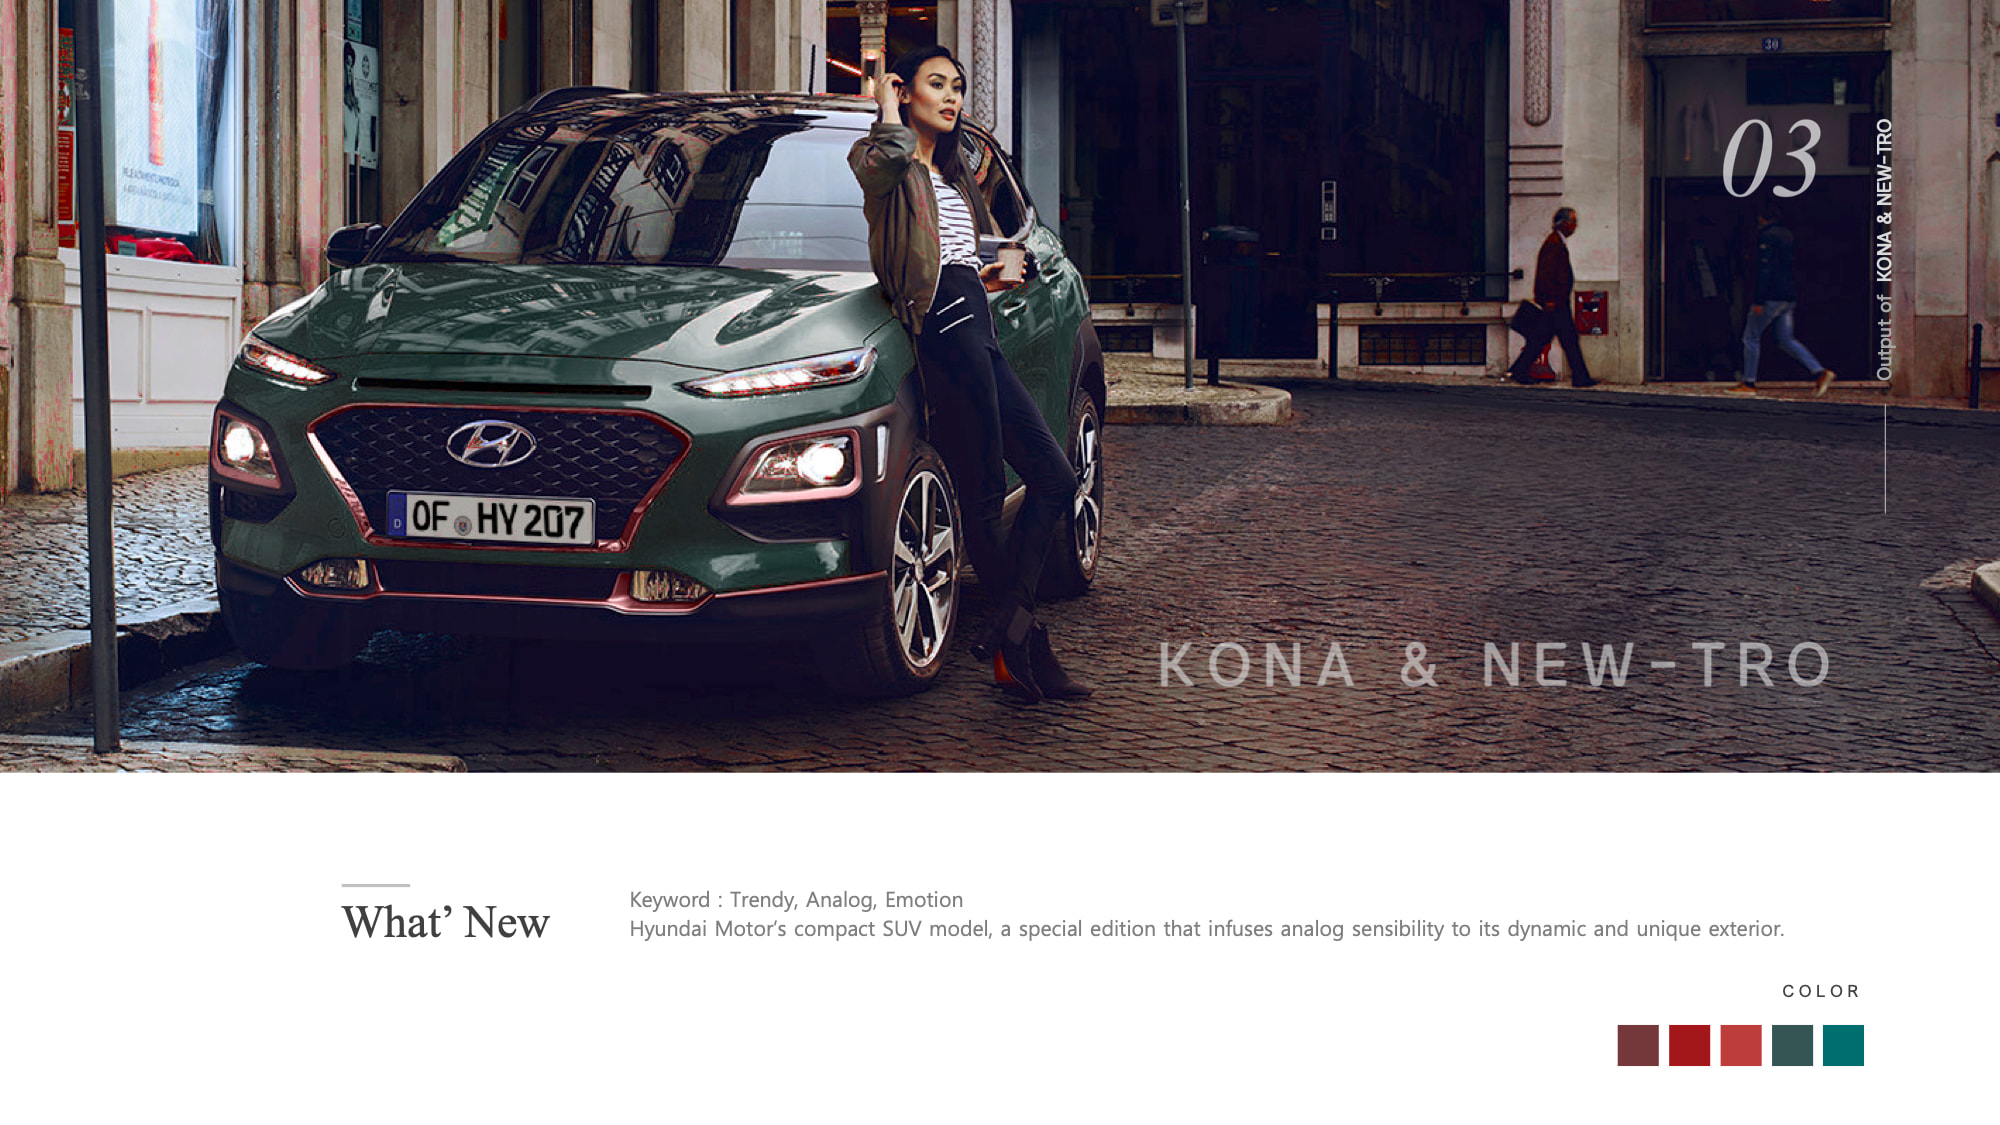 30
03
Output of KONA & NEW-TRO
D OF HY 207
KONA & NEW-TRO
What’ New
Keyword : Trendy, Analog, Emotion
Hyundai Motor’s compact SUV model, a special edition that infuses analog sensibility to its dynamic and unique exterior.
COLOR